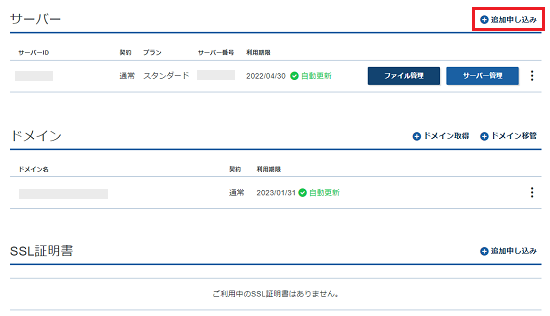 サーバー
追加申し込み
サーバーID 契約 プラン サーバー番号 利用期限
通常 スタンダード 2022/04/30 自動更新 ファイル管理 サーバー管理
ドメイン
ドメイン取得 ドメイン移管
ドメイン名 契約 利用期限
通常 2023/01/31 自動更新
SSL証明書
追加申し込み
ご利用中のSSL証明書はありません。